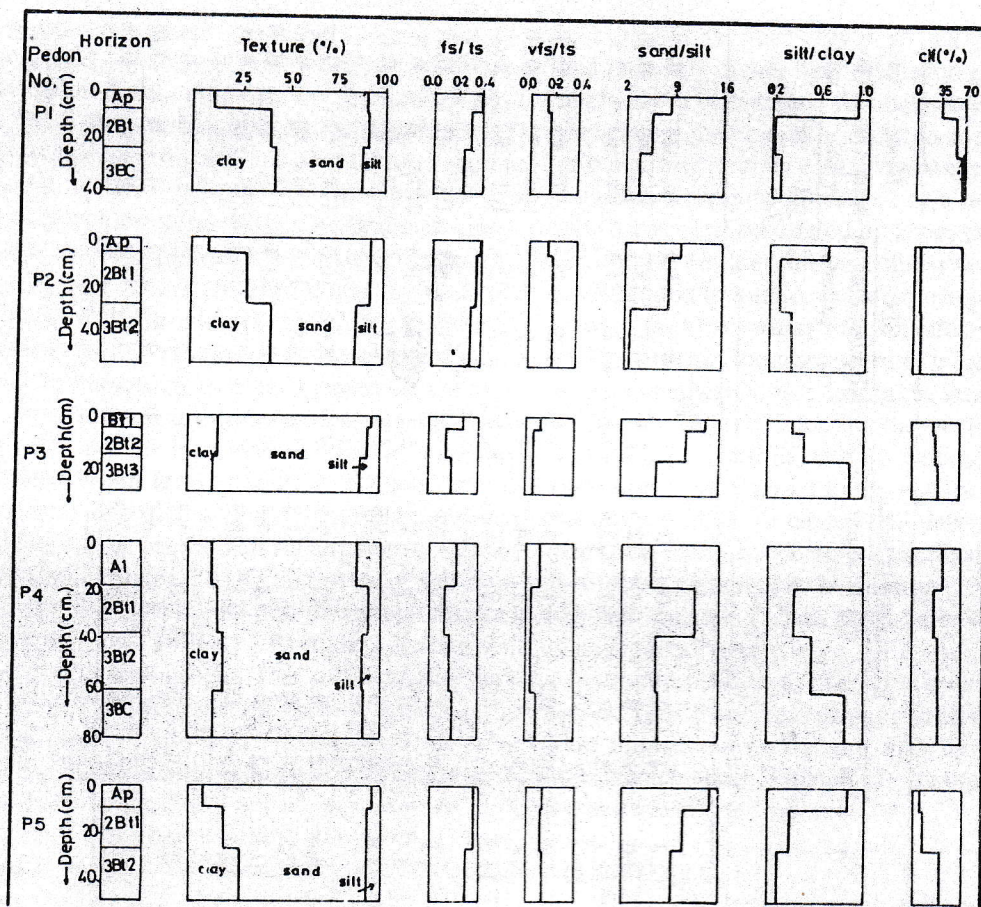 Pedon No. Horizon Texture (%) fs/ts vfs/ts sand/silt silt/clay
25 50 75 100 0.0 0.2 0.4 0.0 0.2 0.4 2 9 16 0.2 0.6 1.0 0 35 70
P1
Depth (cm)
0
20
40
Ap
2Bt
3BC
clay sand silt
P2
Depth(cm)
0
20
40
Ap
2Bt1
3Bt2
clay sand silt
P3
Depth(cm)
0
20
Bt1
2Bt2
3Bt3
clay sand silt
P4
Depth(cm)
0
20
40
60
80
A1
2Bt1
3Bt2
3BC
clay sand silt
P5
Depth(cm)
0
20
40
Ap
2Bt1
3Bt2
clay sand silt